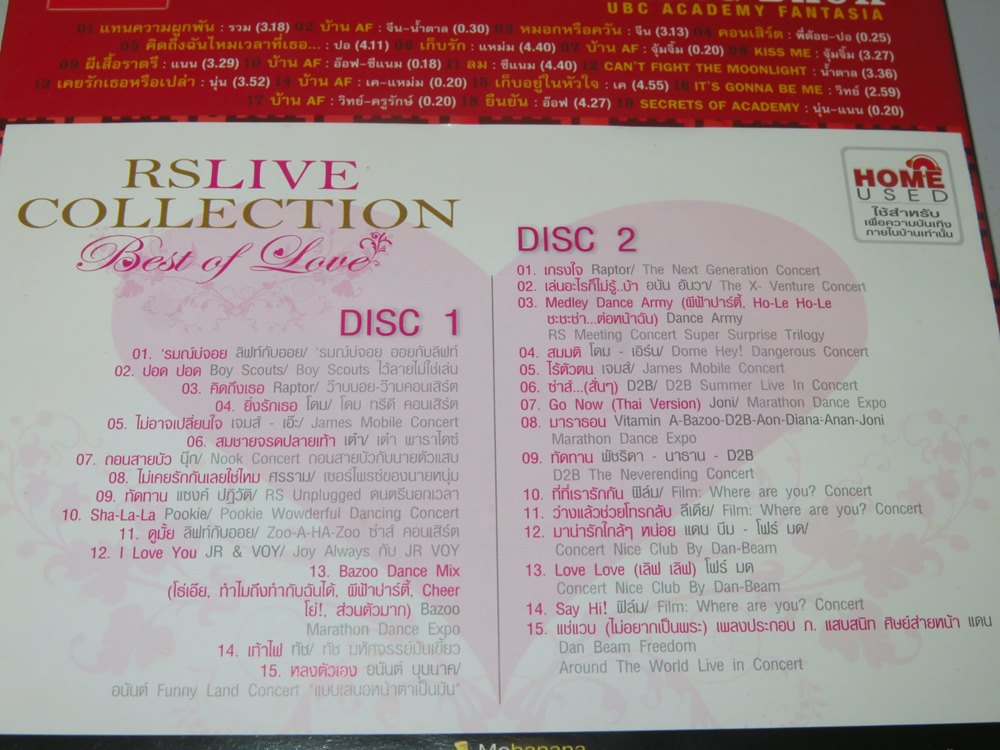 UBC ACADEMY FANTASIA
01 แทนความผูกพัน : รวม (3.18) 02 บ้าน AF : จีน-น้ำตาล (0.30) 03 หมอกหรือควัน : จีน (3.13) 04 คอนเสิร์ต : พี่ต้อย-ปอ (0.25)
05 คิดถึงฉันไหมเวลาที่เธอ... : ปอ (4.11) 06 เก็บรัก : แหม่ม (4.40) 07 บ้าน AF : จุ้มจิ้ม (0.20) 08 KISS ME : จุ้มจิ้ม (3.27)
09 ผีเสื้อราตรี : แนน (3.29) 10 บ้าน AF : อ๊อฟ-ซีแนม (0.18) 11 ลม : ซีแนม (4.40) 12 CAN'T FIGHT THE MOONLIGHT : น้ำตาล (3.36)
13 เคยรักเธอหรือเปล่า : นุ่น (3.52) 14 บ้าน AF : เค-แหม่ม (0.20) 15 เก็บอยู่ในหัวใจ : เค (4.55) 16 IT'S GONNA BE ME : วิทย์ (2.59)
17 บ้าน AF : วิทย์-ครูรักษ์ (0.20) 18 ยืนยัน : อ๊อฟ (4.27) 19 SECRETS OF ACADEMY : นุ่น-แนน (0.20)
RSLIVE
COLLECTION
Best of Love
HOME
USED
ใช้สำหรับ
เพื่อความบันเทิง
ภายในบ้านเท่านั้น
DISC 1
01. 'รมณ์บ่จอย ลิฟท์กับออย/ 'รมณ์บ่จอย ออยกับลิฟท์
02. ปอด ปอด Boy Scouts/ Boy Scouts ไว้ลายไม่ใช่เล่น
03. คิดถึงเธอ Raptor/ ว๊าบบอย-ว๊าบคอนเสิร์ต
04. ยิ่งรักเธอ โดม/ โดม ทรีดี คอนเสิร์ต
05. ไม่อาจเปลี่ยนใจ เจมส์ - เอ๊ะ/ James Mobile Concert
06. สมชายจรดปลายเท้า เต๋า/ เต๋า พาราไดซ์
07. ถอนสายบัว นุ๊ก/ Nook Concert ถอนสายบัวกับนายตัวแสบ
08. ไม่เคยรักกันเลยใช่ไหม ศรราม/ เซอร์ไพรซ์ของนายหนุ่ม
09. ทัดทาน แซงค์ ปฏิวัติ/ RS Unplugged ดนตรีนอกเวลา
10. Sha-La-La Pookie/ Pookie Wowderful Dancing Concert
11. ดูมั้ย ลิฟท์กับออย/ Zoo-A-HA-Zoo ซ่าส์ คอนเสิร์ต
12. I Love You JR & VOY/ Joy Always กับ JR VOY
13. Bazoo Dance Mix
(โธ่เอีย, ทำไมถึงทำกับฉันได้, ผีฟ้าปาร์ตี้, Cheer
โย่!, ส่วนตัวมาก) Bazoo
Marathon Dance Expo
14. เท้าไฟ ทัช/ ทัช มหัศจรรย์มันเขี้ยว
15. หลงตัวเอง อนันต์ บุนนาค/
อนันต์ Funny Land Concert "แบบเสนอหน้าตาเป็นมัน"
DISC 2
01. เกรงใจ Raptor/ The Next Generation Concert
02. เล่นอะไรก็ไม่รู้..บ้า อนัน อันวา/ The X- Venture Concert
03. Medley Dance Army (ผีฟ้าปาร์ตี้, Ho-Le Ho-Le
ชะชะช่า...ต่อหน้าฉัน) Dance Army
RS Meeting Concert Super Surprise Trilogy
04. สมมติ โดม - เอิร์น/ Dome Hey! Dangerous Concert
05. ไร้ตัวตน เจมส์/ James Mobile Concert
06. ซ่าส์...(สั่นๆ) D2B/ D2B Summer Live In Concert
07. Go Now (Thai Version) Joni/ Marathon Dance Expo
08. มาราธอน Vitamin A-Bazoo-D2B-Aon-Diana-Anan-Joni
Marathon Dance Expo
09. ทัดทาน พัชริดา - นาธาน - D2B
D2B The Neverending Concert
10. ที่ที่เรารักกัน ฟิล์ม/ Film: Where are you? Concert
11. ว่างแล้วช่วยโทรกลับ ลีเดีย/ Film: Where are you? Concert
12. มาน่ารักใกล้ๆ หน่อย แดน บีม - โฟร์ มด/
Concert Nice Club By Dan-Beam
13. Love Love (เลิฟ เลิฟ) โฟร์ มด
Concert Nice Club By Dan-Beam
14. Say Hi! ฟิล์ม/ Film: Where are you? Concert
15. แช่แวบ (ไม่อยากเป็นพระ) เพลงประกอบ ภ. แสบสนิท ศิษย์ส่ายหน้า แดน
Dan Beam Freedom
Around The World Live in Concert